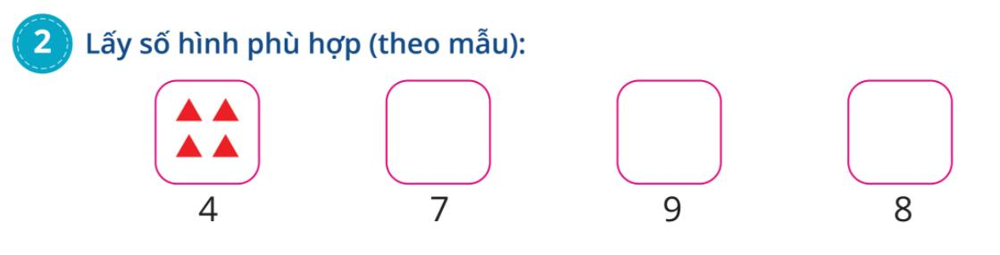 2 Lấy số hình phù hợp (theo mẫu):
4 7 9 8